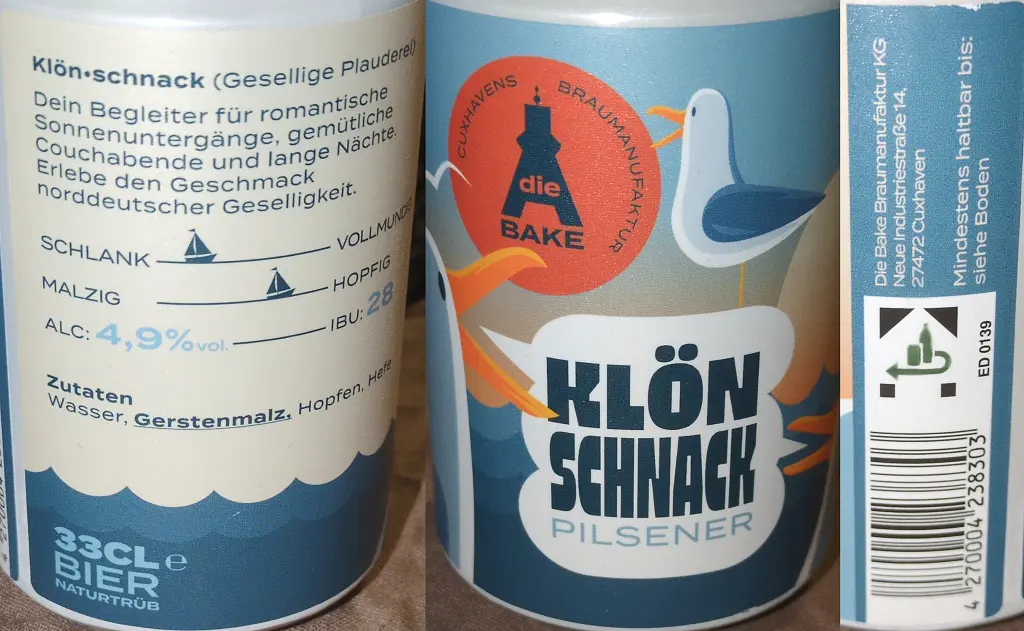 Klön•schnack (Gesellige Plauderei)
Dein Begleiter für romantische
Sonnenuntergänge, gemütliche
Couchabende und lange Nächte.
Erlebe den Geschmack
norddeutscher Geselligkeit.
SCHLANK VOLLMUNDIG
MALZIG HOPFIG
ALC: 4,9% vol. IBU: 28
Zutaten
Wasser, Gerstenmalz, Hopfen, Hefe
33CL e
BIER
NATURTRÜB
CUXHAVENS BRAUMANUFAKTUR
die
BAKE
KLÖN
SCHNACK
PILSENER
Die Bake Braumanufaktur KG
Neue Industriestraße 14,
27472 Cuxhaven
Mindestens haltbar bis:
siehe Boden
ED 0139
4 270004 238303